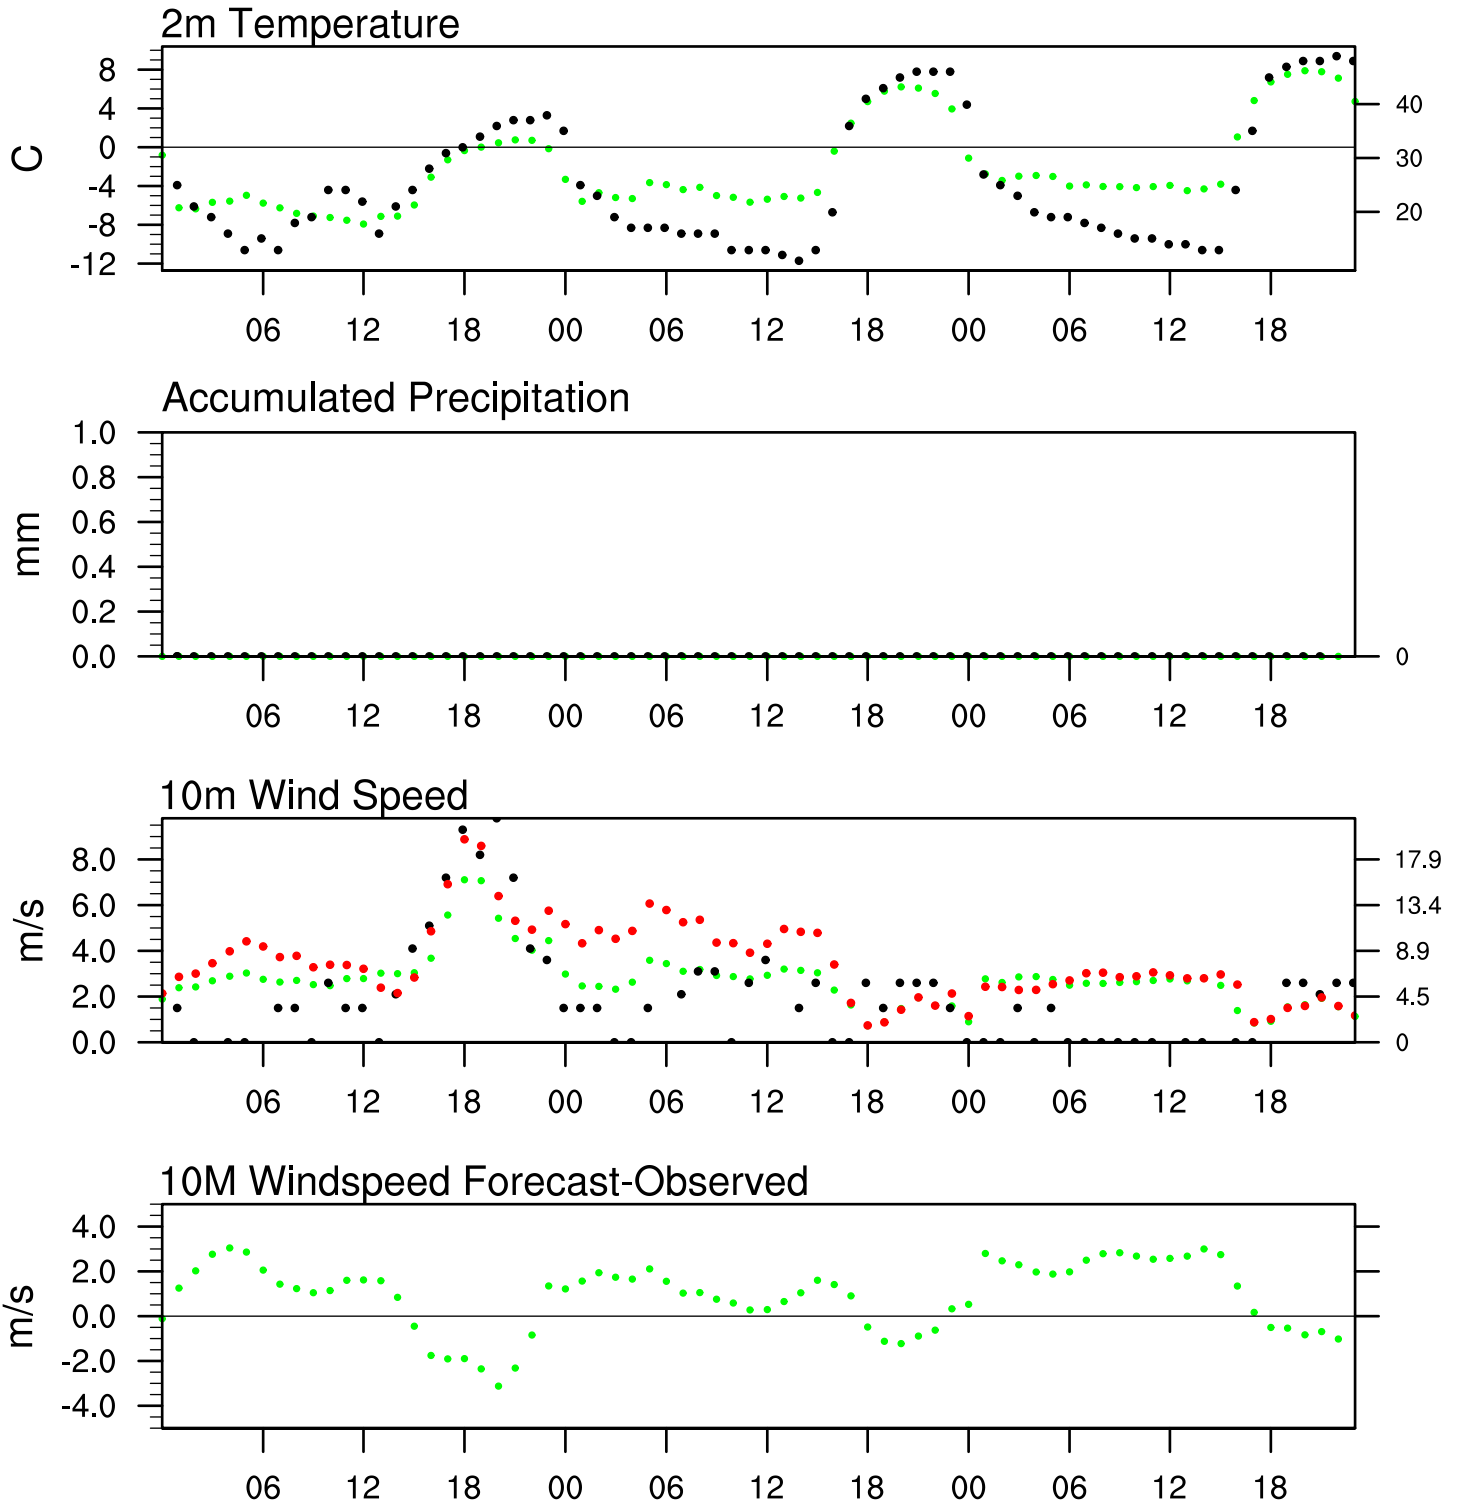 2m Temperature
8
4
0
-4
-8
-12
C
40
30
20
06 12 18 00 06 12 18 00 06 12 18
Accumulated Precipitation
1.0
0.8
0.6
0.4
0.2
0.0
mm
0
06 12 18 00 06 12 18 00 06 12 18
10m Wind Speed
8.0
6.0
4.0
2.0
0.0
m/s
17.9
13.4
8.9
4.5
0
06 12 18 00 06 12 18 00 06 12 18
10M Windspeed Forecast-Observed
4.0
2.0
0.0
-2.0
-4.0
m/s
06 12 18 00 06 12 18 00 06 12 18